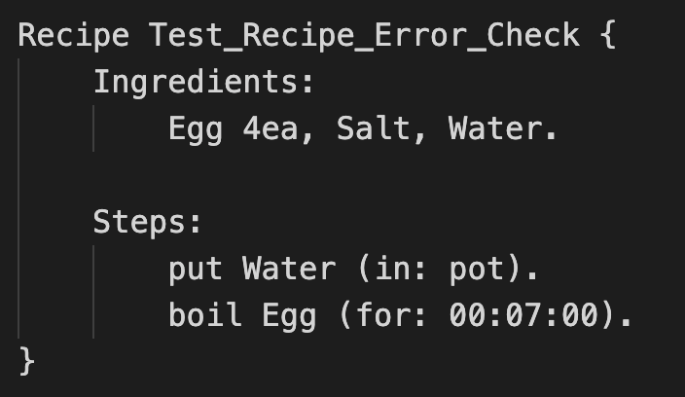 Recipe Test_Recipe_Error_Check {
Ingredients:
Egg 4ea, Salt, Water.
Steps:
put Water (in: pot).
boil Egg (for: 00:07:00).
}